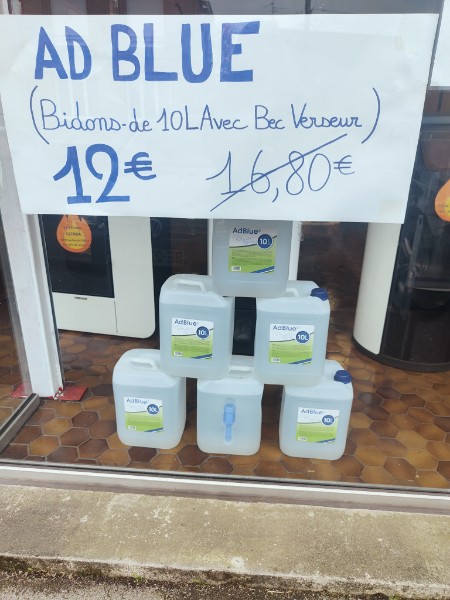 AD BLUE
(Bidons-de 10L Avec Bec Verseur)
12€ 16,80€
AdBlue
10L
AdBlue
10L
AdBlue
10L
AdBlue
10L
AdBlue
10L